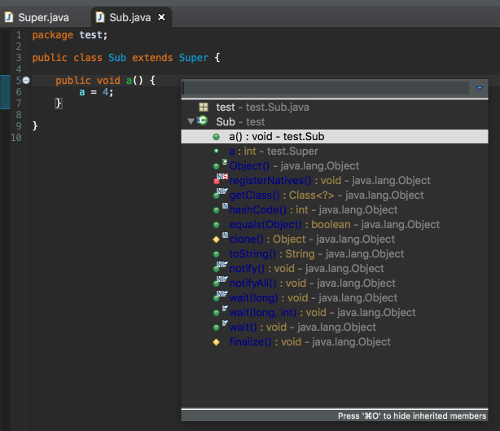 Super.java
Sub.java
1 package test;
2
3 public class Sub extends Super {
4
5 public void a() {
6 a = 4;
7 }
8
9 }
10
test – test.Sub.java
Sub – test
a() : void – test.Sub
a : int – test.Super
Object() – java.lang.Object
registerNatives() : void – java.lang.Object
getClass() : Class<?> – java.lang.Object
hashCode() : int – java.lang.Object
equals(Object) : boolean – java.lang.Object
clone() : Object – java.lang.Object
toString() : String – java.lang.Object
notify() : void – java.lang.Object
notifyAll() : void – java.lang.Object
wait(long) : void – java.lang.Object
wait(long, int) : void – java.lang.Object
wait() : void – java.lang.Object
finalize() : void – java.lang.Object
Press '⌘O' to hide inherited members